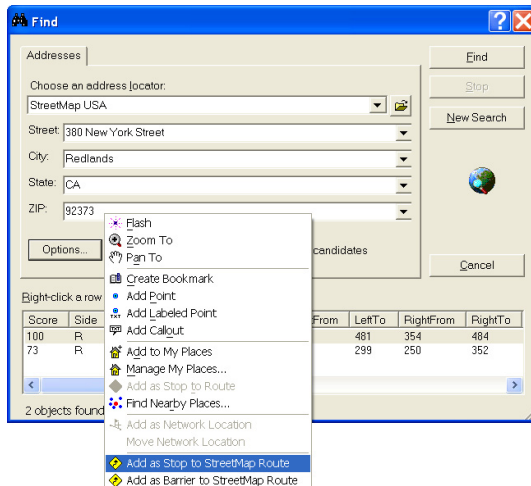 Find
Addresses
Choose an address locator:
StreetMap USA
Street: 380 New York Street
City: Redlands
State: CA
ZIP: 92373
Options...
candidates
Find
Stop
New Search
Cancel
Right-click a row
Score Side From LeftTo RightFrom RightTo
100 R 481 354 484
73 R 299 250 352
2 objects found
Flash
Zoom To
Pan To
Create Bookmark
Add Point
Add Labeled Point
Add Callout
Add to My Places
Manage My Places...
Add as Stop to Route
Find Nearby Places...
Add as Network Location
Move Network Location
Add as Stop to StreetMap Route
Add as Barrier to StreetMap Route